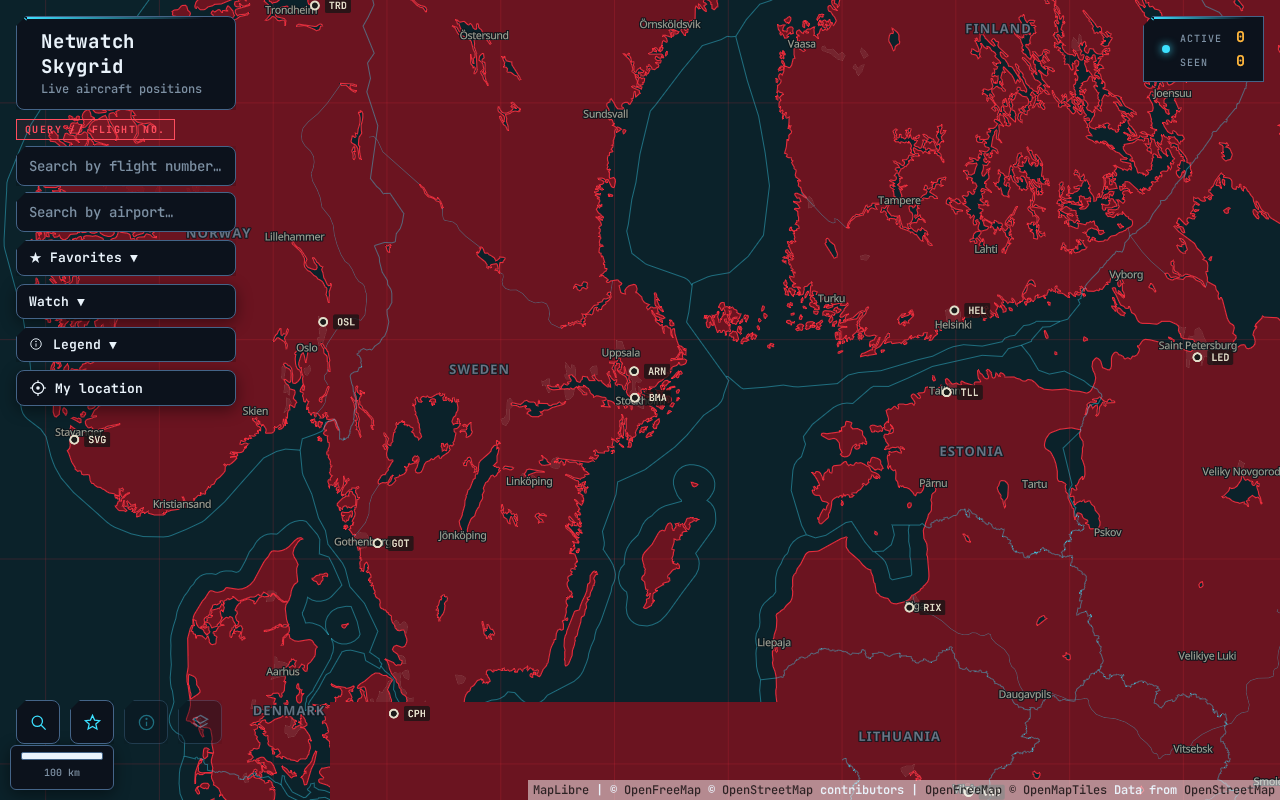 Netwatch
Skygrid
Live aircraft positions
QUERY // FLIGHT NO.
Search by flight number…
Search by airport…
★ Favorites ▼
Watch ▼
Legend ▼
My location
ACTIVE 0
SEEN 0
Trondheim
TRD
Östersund
Örnsköldsvik
Vaasa
FINLAND
Joensuu
Sundsvall
Tampere
NORWAY
Lillehammer
Lahti
Vyborg
Turku
HEL
Helsinki
OSL
Oslo
Uppsala
Saint Petersburg
LED
SWEDEN
ARN
BMA
TLL
Skien
Stavanger
SVG
ESTONIA
Veliky Novgorod
Linköping
Pärnu
Tartu
Kristiansand
Jönköping
Pskov
Gothenburg
GOT
RIX
Liepaja
Velikiye Luki
Aarhus
Daugavpils
DENMARK
CPH
LITHUANIA
Vitsebsk
100 km
MapLibre | © OpenFreeMap © OpenStreetMap contributors | OpenFreeMap © OpenMapTiles Data from OpenStreetMap